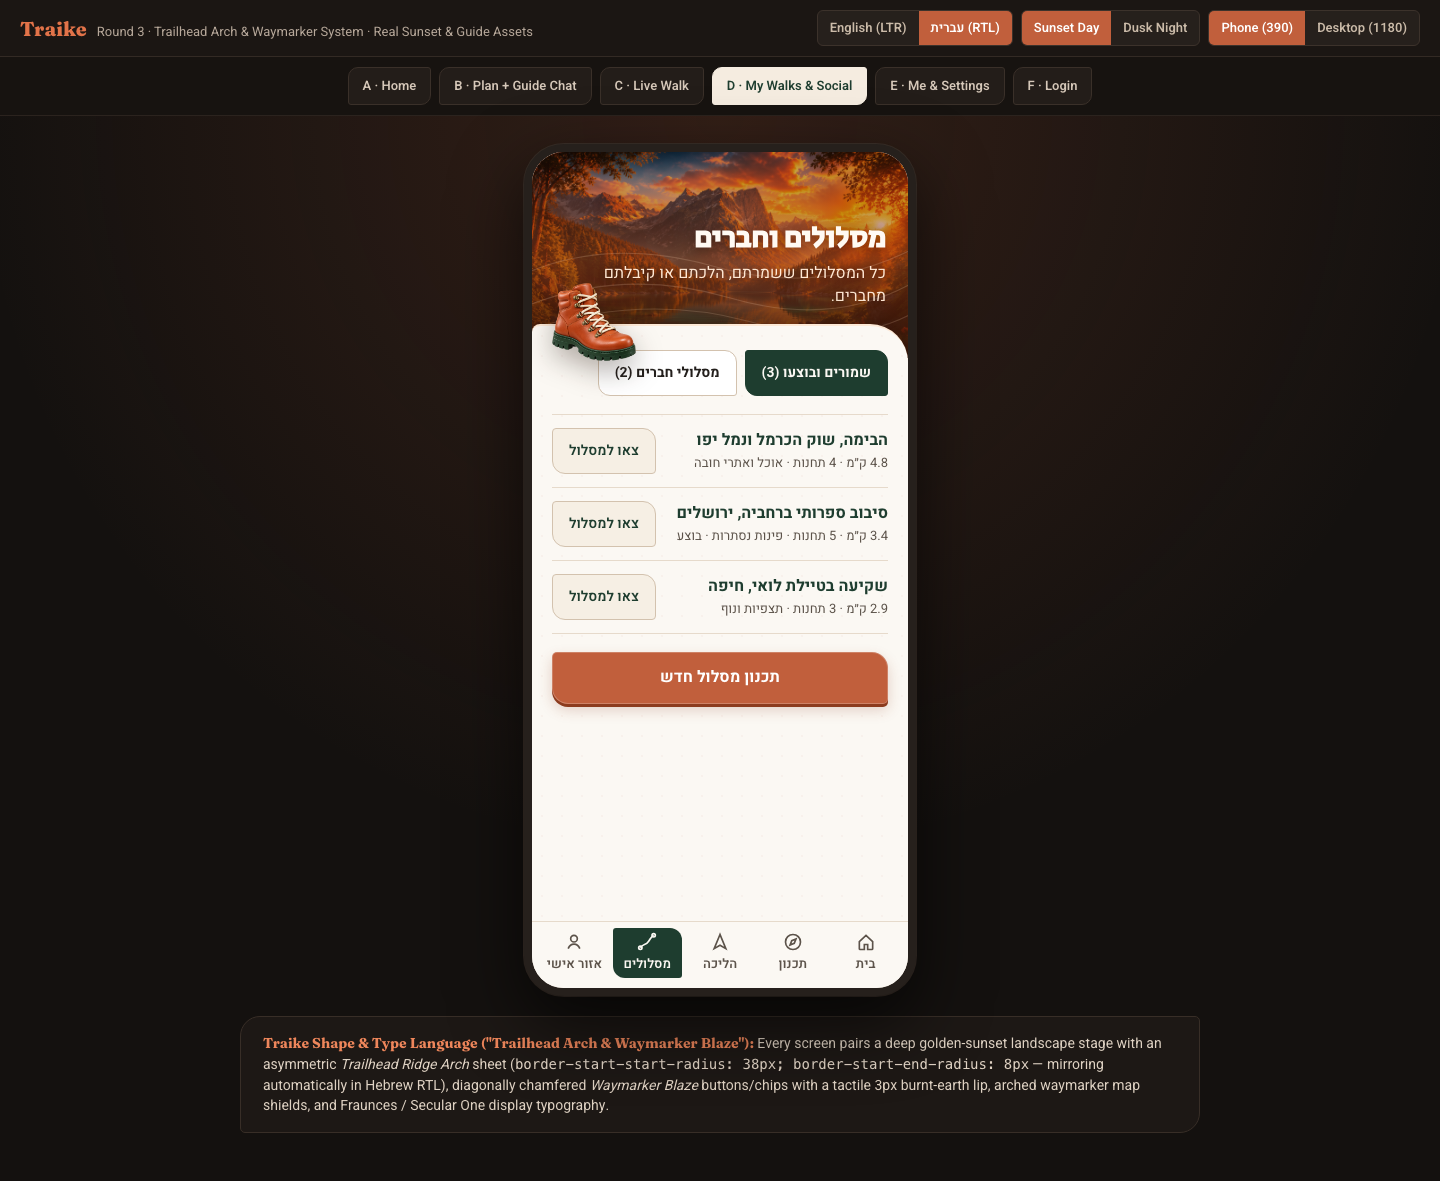 Traike Round 3 · Trailhead Arch & Waymarker System · Real Sunset & Guide Assets
English (LTR) עברית (RTL) Sunset Day Dusk Night Phone (390) Desktop (1180)
A · Home B · Plan + Guide Chat C · Live Walk D · My Walks & Social E · Me & Settings F · Login
מסלולים וחברים
כל המסלולים ששמרתם, הלכתם או קיבלתם
מחברים.
שמורים ובוצעו (3) מסלולי חברים (2)
הבימה, שוק הכרמל ונמל יפו
4.8 ק״מ · 4 תחנות · אוכל ואתרי חובה
צאו למסלול
סיבוב ספרותי ברחביה, ירושלים
3.4 ק״מ · 5 תחנות · פינות נסתרות · בוצע
צאו למסלול
שקיעה בטיילת לואי, חיפה
2.9 ק״מ · 3 תחנות · תצפיות ונוף
צאו למסלול
תכנון מסלול חדש
בית תכנון הליכה מסלולים אזור אישי
Traike Shape & Type Language ("Trailhead Arch & Waymarker Blaze"): Every screen pairs a deep golden-sunset landscape stage with an
asymmetric Trailhead Ridge Arch sheet (border-start-start-radius: 38px; border-start-end-radius: 8px — mirroring
automatically in Hebrew RTL), diagonally chamfered Waymarker Blaze buttons/chips with a tactile 3px burnt-earth lip, arched waymarker map
shields, and Fraunces / Secular One display typography.